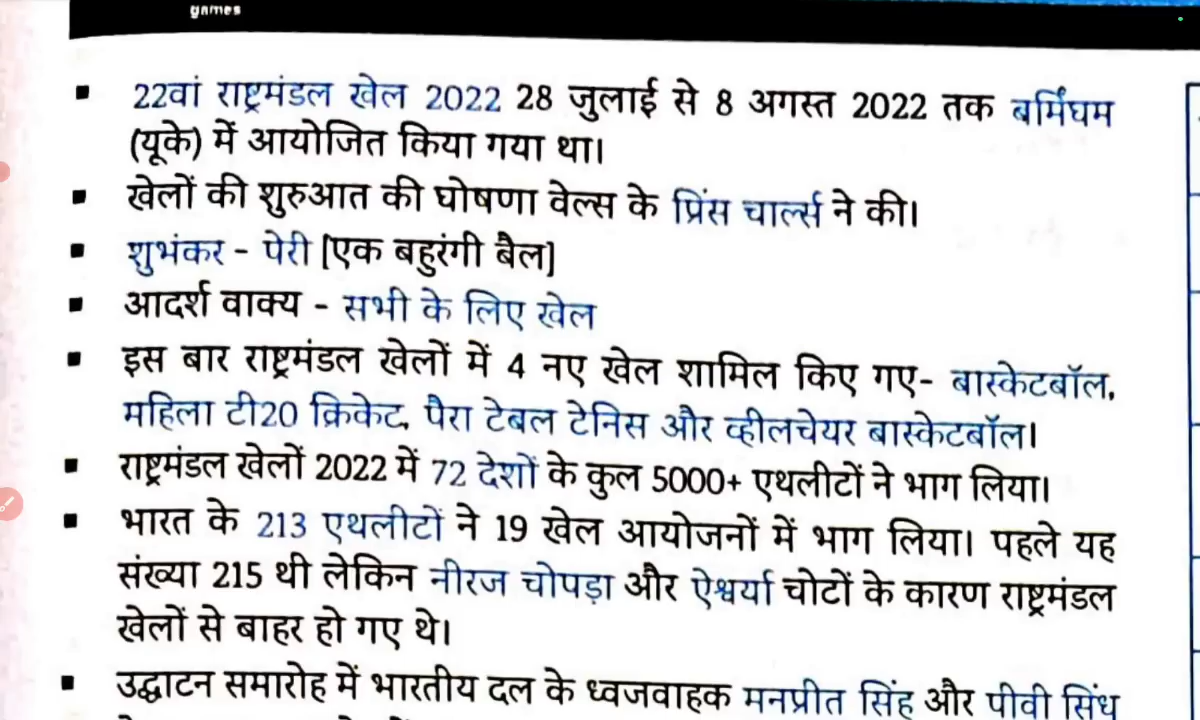 games
▪ 22वां राष्ट्रमंडल खेल 2022 28 जुलाई से 8 अगस्त 2022 तक बर्मिंघम
(यूके) में आयोजित किया गया था।
▪ खेलों की शुरुआत की घोषणा वेल्स के प्रिंस चार्ल्स ने की।
▪ शुभंकर - पेरी [एक बहुरंगी बैल]
▪ आदर्श वाक्य - सभी के लिए खेल
▪ इस बार राष्ट्रमंडल खेलों में 4 नए खेल शामिल किए गए- बास्केटबॉल,
महिला टी20 क्रिकेट, पैरा टेबल टेनिस और व्हीलचेयर बास्केटबॉल।
▪ राष्ट्रमंडल खेलों 2022 में 72 देशों के कुल 5000+ एथलीटों ने भाग लिया।
▪ भारत के 213 एथलीटों ने 19 खेल आयोजनों में भाग लिया। पहले यह
संख्या 215 थी लेकिन नीरज चोपड़ा और ऐश्वर्या चोटों के कारण राष्ट्रमंडल
खेलों से बाहर हो गए थे।
▪ उद्घाटन समारोह में भारतीय दल के ध्वजवाहक मनप्रीत सिंह और पीवी सिंधु